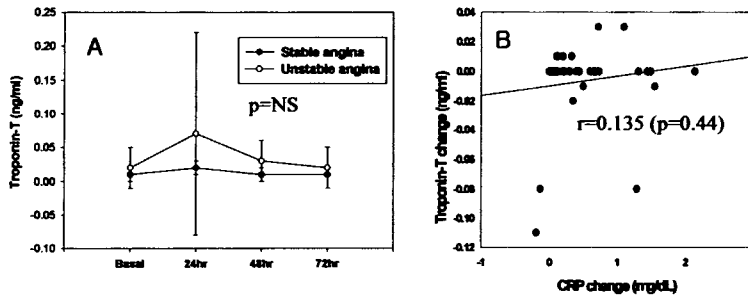 A
Stable angina
Unstable angina
p=NS
Troponin-T (ng/ml)
0.25
0.20
0.15
0.10
0.05
0.00
-0.05
-0.10
Basal
24hr
48hr
72hr
B
r=0.135 (p=0.44)
Troponin-T change (ng/ml)
0.04
0.02
0.00
-0.02
-0.04
-0.06
-0.08
-0.10
-0.12
-1
0
1
2
CRP change (mg/dL)